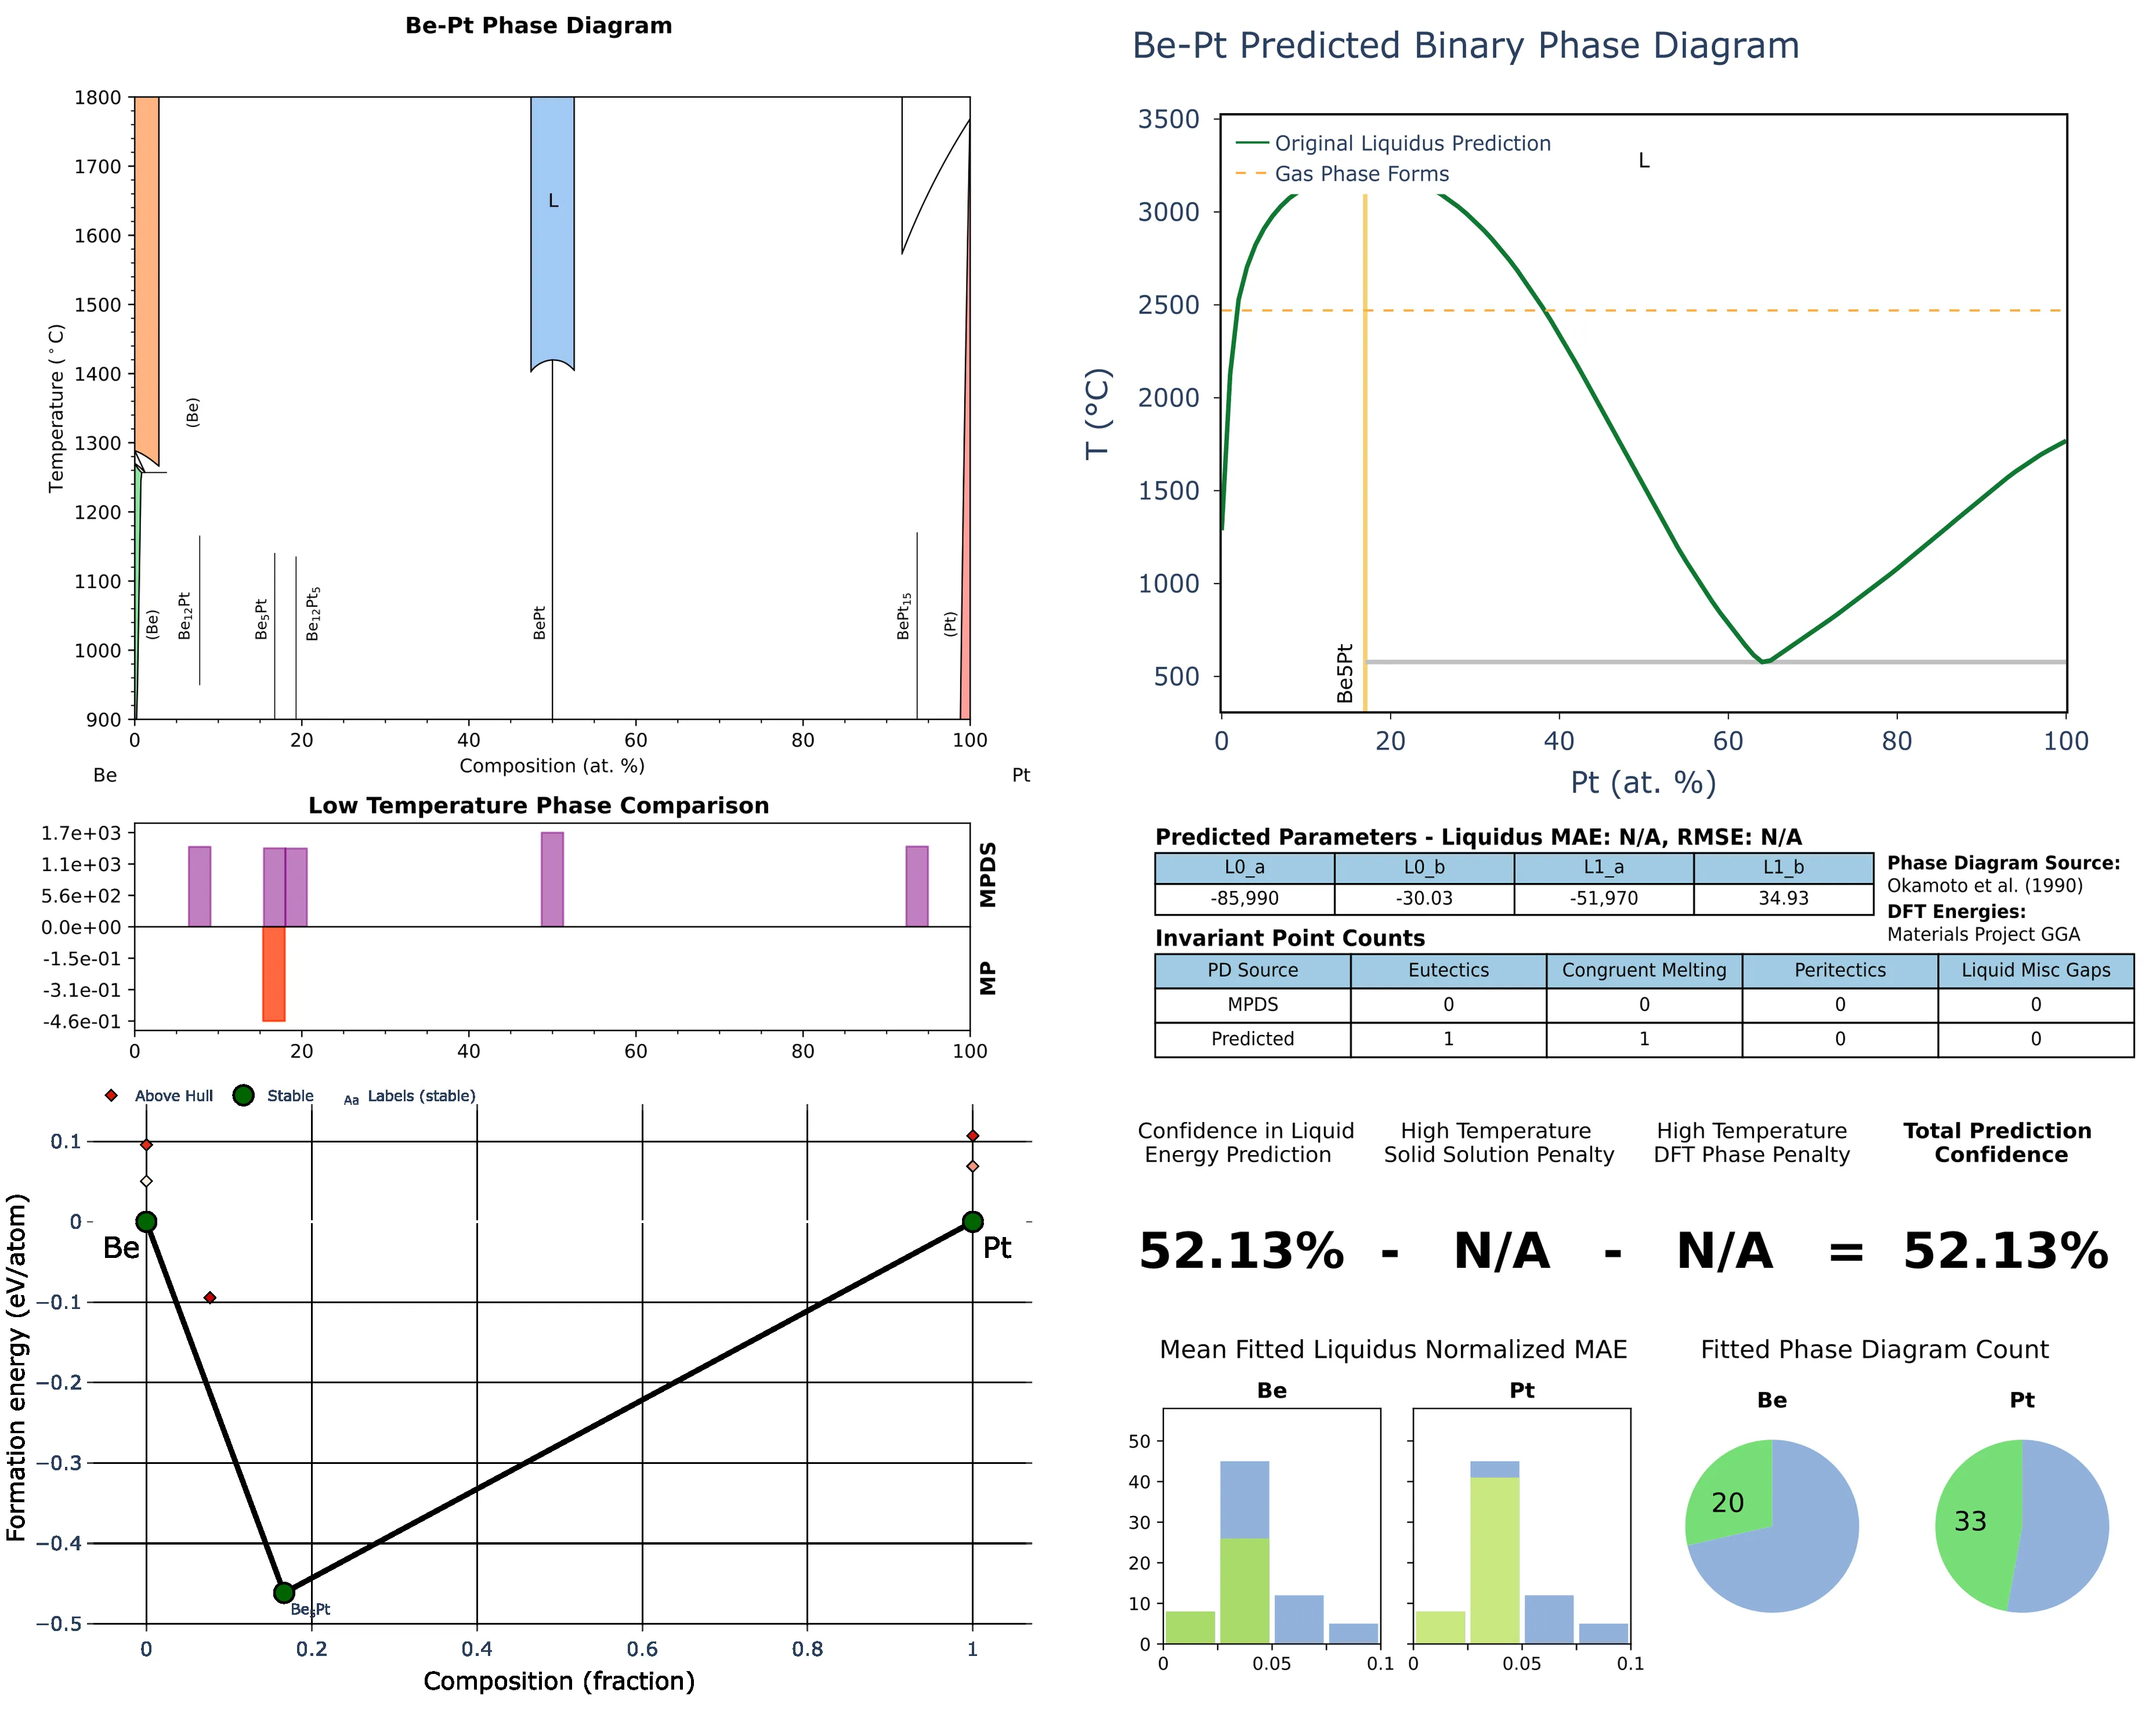 Be-Pt Phase Diagram
1800
1700
1600
1500
1400
1300
1200
1100
1000
900
Temperature (°C)
L
(Be)
(Be)
Be12Pt
Be5Pt
Be12Pt5
BePt
BePt15
(Pt)
0 20 40 60 80 100
Be Composition (at. %) Pt
Low Temperature Phase Comparison
1.7e+03
1.1e+03
5.6e+02
0.0e+00
-1.5e-01
-3.1e-01
-4.6e-01
MPDS
MP
0 20 40 60 80 100
Above Hull Stable Aa Labels (stable)
0.1
0
−0.1
−0.2
−0.3
−0.4
−0.5
Formation energy (eV/atom)
Be
Pt
Be5Pt
0 0.2 0.4 0.6 0.8 1
Composition (fraction)
Be-Pt Predicted Binary Phase Diagram
3500
3000
2500
2000
1500
1000
500
T (°C)
Original Liquidus Prediction
Gas Phase Forms
L
Be5Pt
0 20 40 60 80 100
Pt (at. %)
Predicted Parameters - Liquidus MAE: N/A, RMSE: N/A
L0_a L0_b L1_a L1_b
-85,990 -30.03 -51,970 34.93
Phase Diagram Source:
Okamoto et al. (1990)
DFT Energies:
Materials Project GGA
Invariant Point Counts
PD Source Eutectics Congruent Melting Peritectics Liquid Misc Gaps
MPDS 0 0 0 0
Predicted 1 1 0 0
Confidence in Liquid
Energy Prediction
High Temperature
Solid Solution Penalty
High Temperature
DFT Phase Penalty
Total Prediction
Confidence
52.13% - N/A - N/A = 52.13%
Mean Fitted Liquidus Normalized MAE
Be
50
40
30
20
10
0
0 0.05 0.1
Pt
0 0.05 0.1
Fitted Phase Diagram Count
Be
20
Pt
33